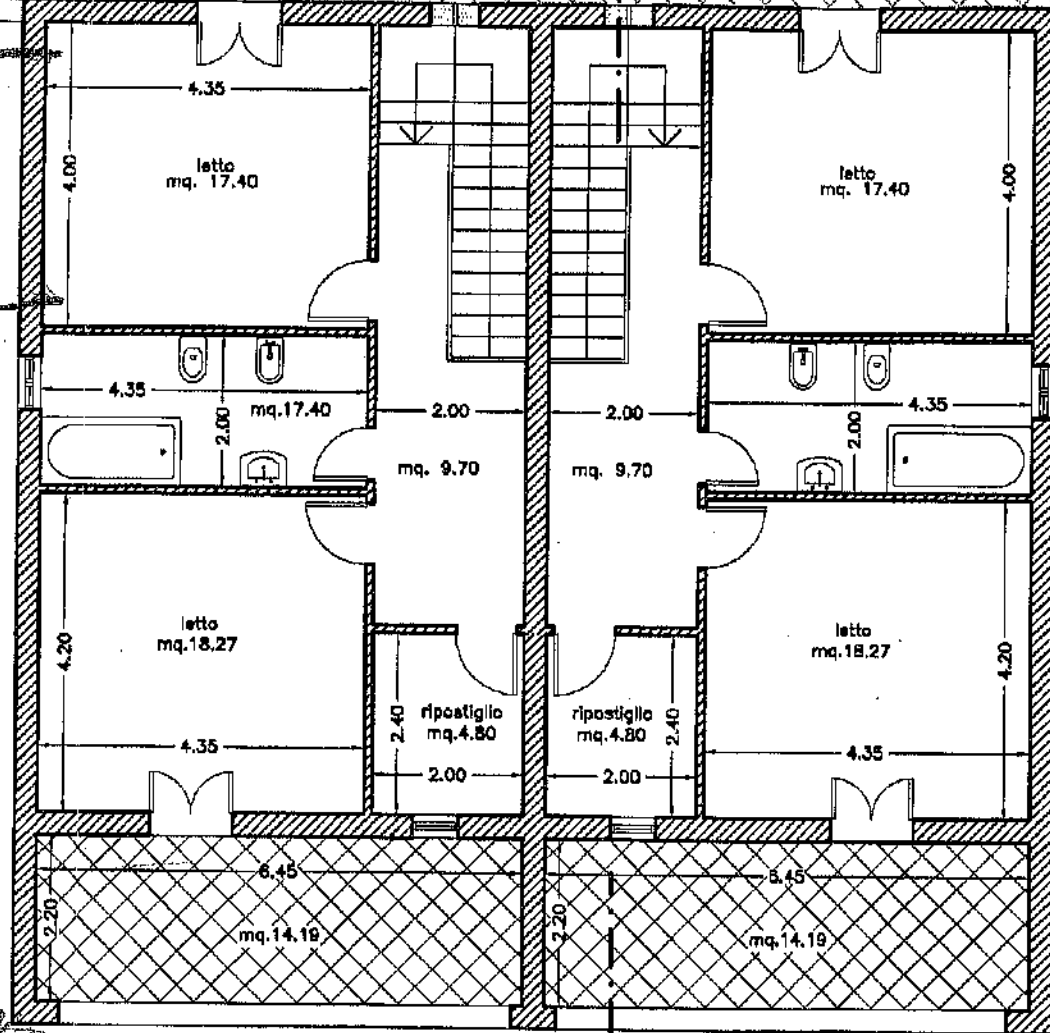 4.35
4.00
letto
mq. 17.40
letto
mq. 17.40
4.00
4.35
2.00
mq.17.40
2.00
2.00
2.00
4.35
mq. 9.70
mq. 9.70
4.20
letto
mq.18,27
letto
mq.18,27
4.20
2.40
ripostiglio
mq.4.80
ripostiglio
mq.4.80
2.40
4.35
2.00
2.00
4.35
6.45
6.45
2.20
mq.14.19
2.20
mq.14.19